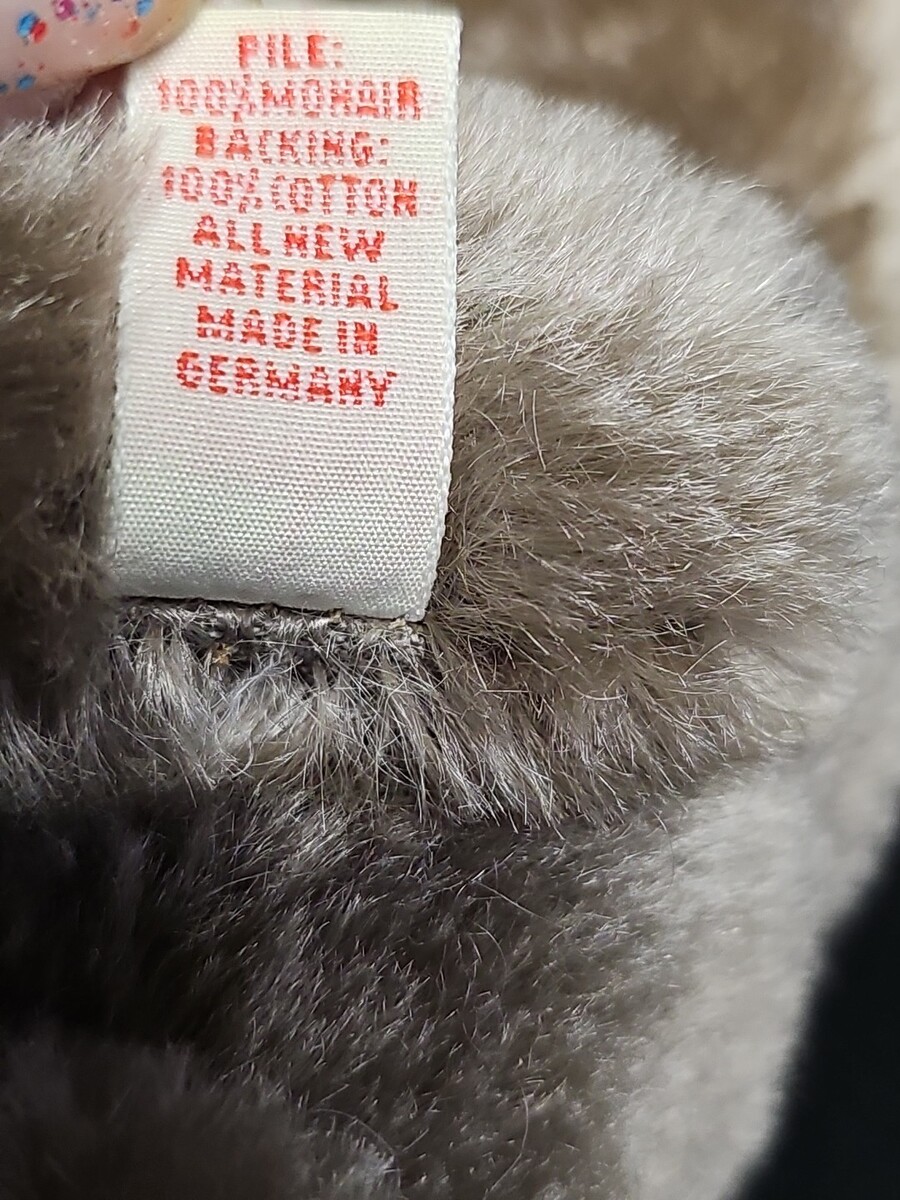 PILE:
100% MOHAIR
BACKING:
100% COTTON
ALL NEW
MATERIAL
MADE IN
GERMANY